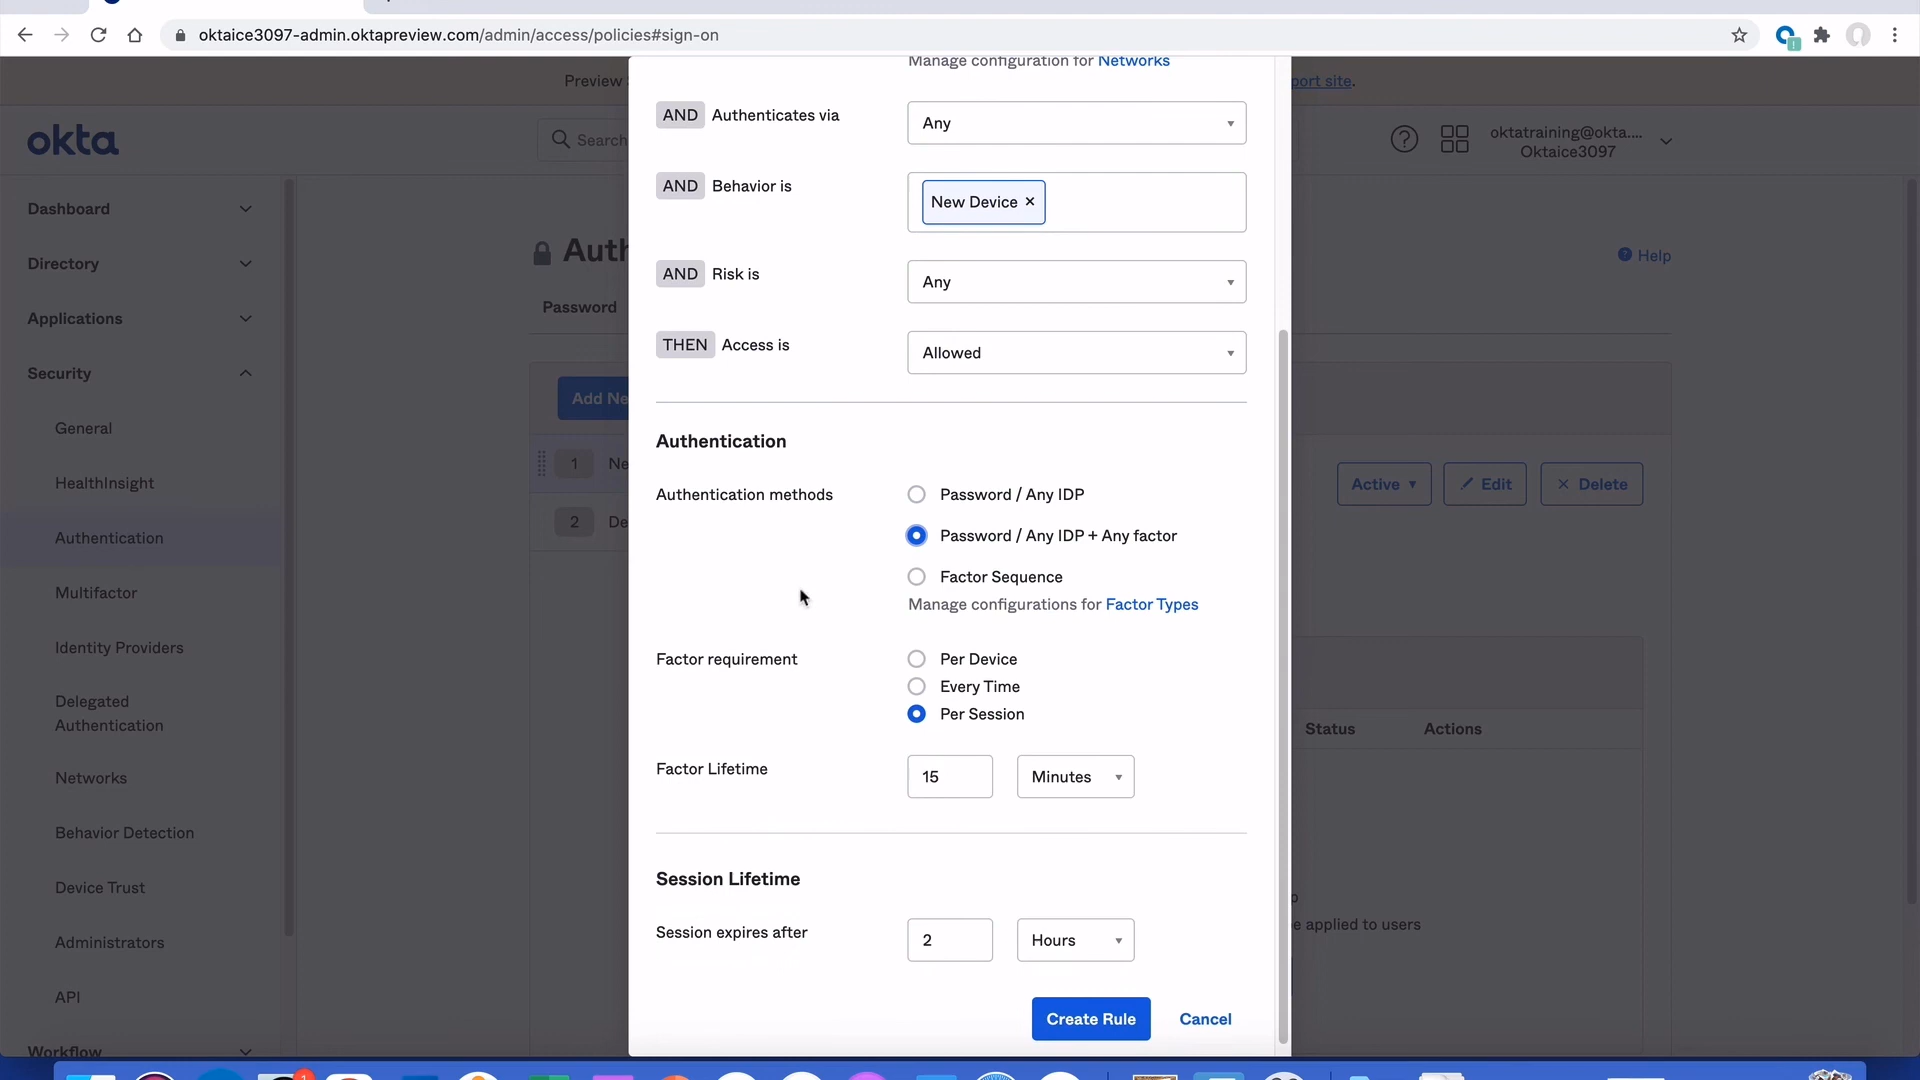 oktaice3097-admin.oktapreview.com/admin/access/policies#sign-on
Manage configuration for Networks
Preview
port site.
okta
Search
oktatraining@okta....
Oktaice3097
AND Authenticates via
Any
AND Behavior is
New Device ×
AND Risk is
Any
THEN Access is
Allowed
Dashboard
Directory
Applications
Security
General
HealthInsight
Authentication
Multifactor
Identity Providers
Delegated
Authentication
Networks
Behavior Detection
Device Trust
Administrators
API
Workflow
Auth
Help
Password
Add Ne
1 Ne
2 De
Active
Edit
Delete
Authentication
Authentication methods
Password / Any IDP
Password / Any IDP + Any factor
Factor Sequence
Manage configurations for Factor Types
Factor requirement
Per Device
Every Time
Per Session
Factor Lifetime
15 Minutes
Status Actions
e applied to users
Session Lifetime
Session expires after
2 Hours
Create Rule Cancel
1